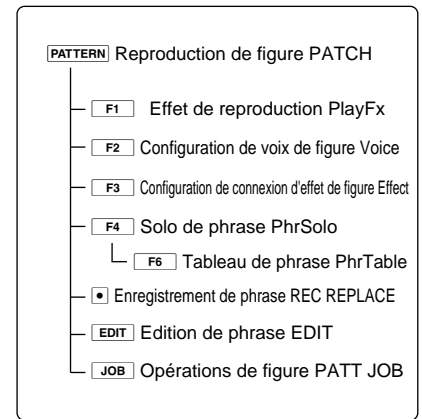 PATTERN Reproduction de figure PATCH
F1 Effet de reproduction PlayFx
F2 Configuration de voix de figure Voice
F3 Configuration de connexion d'effet de figure Effect
F4 Solo de phrase PhrSolo
F6 Tableau de phrase PhrTable
Enregistrement de phrase REC REPLACE
EDIT Edition de phrase EDIT
JOB Opérations de figure PATT JOB